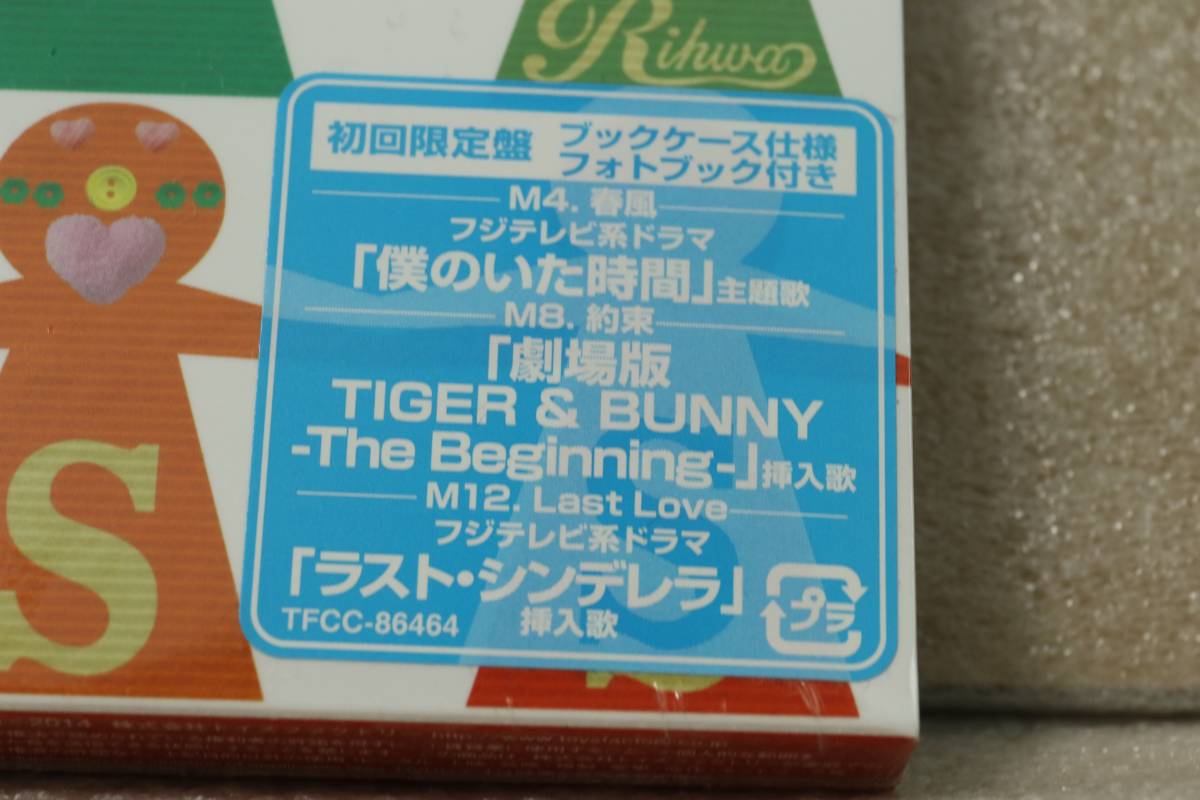 Rihwa
初回限定盤 ブックケース仕様
フォトブック付き
M4. 春風
フジテレビ系ドラマ
「僕のいた時間」主題歌
M8. 約束
「劇場版
TIGER & BUNNY
-The Beginning-」挿入歌
M12. Last Love
フジテレビ系ドラマ
「ラスト・シンデレラ」
挿入歌
TFCC-86464
プラ
S
S
2014